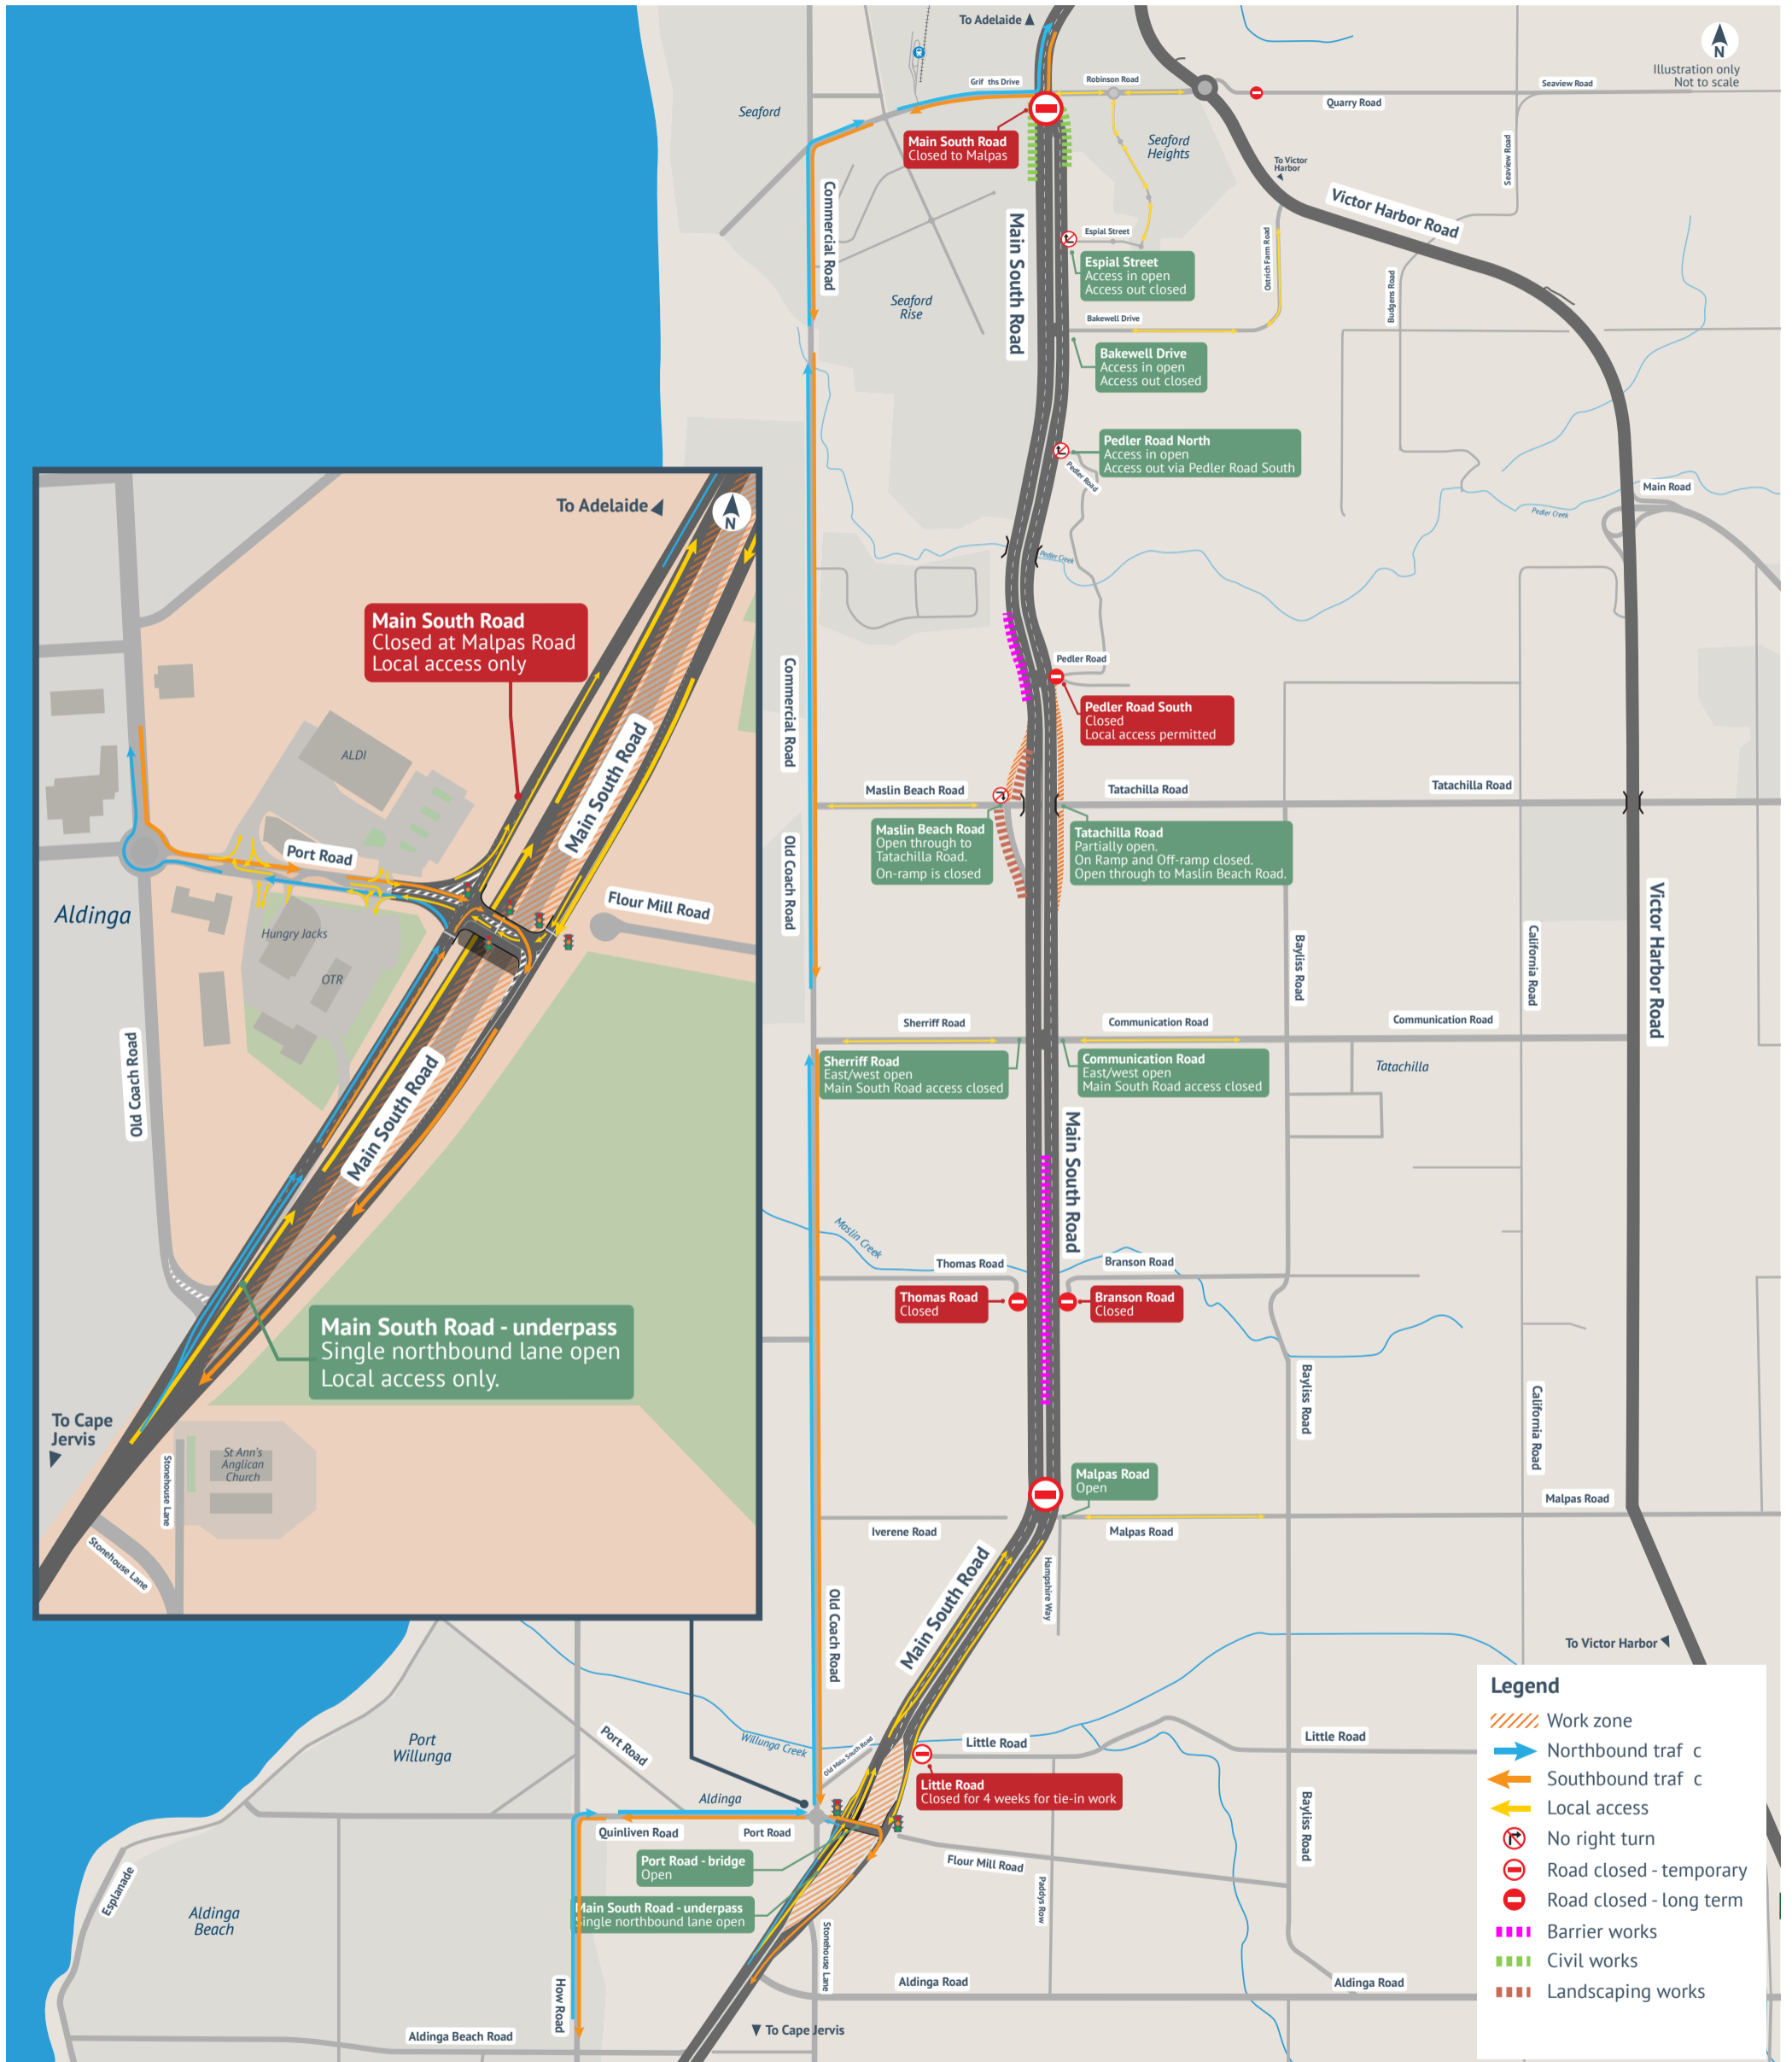 To Adelaide
N
Illustration only
Not to scale
Grif ths Drive
Robinson Road
Seaview Road
Quarry Road
Seaford
Main South Road
Closed to Malpas
Seaford
Heights
Seaview Road
To Victor
Harbor
Victor Harbor Road
Commercial Road
Main South Road
Espial Street
Espial Street
Access in open
Access out closed
Ostrich Farm Road
Budgens Road
Seaford
Rise
Bakewell Drive
Bakewell Drive
Access in open
Access out closed
Pedler Road North
Access in open
Access out via Pedler Road South
Pedler Road
Main Road
Pedler Creek
Pedler Creek
Pedler Road
Commercial Road
Pedler Road South
Closed
Local access permitted
Maslin Beach Road
Tatachilla Road
Tatachilla Road
Maslin Beach Road
Open through to
Tatachilla Road.
On-ramp is closed
Tatachilla Road
Partially open.
On Ramp and Off-ramp closed.
Open through to Maslin Beach Road.
Old Coach Road
Bayliss Road
California Road
Victor Harbor Road
Sherriff Road
Communication Road
Communication Road
Sherriff Road
East/west open
Main South Road access closed
Communication Road
East/west open
Main South Road access closed
Tatachilla
Main South Road
Maslin Creek
Thomas Road
Branson Road
Thomas Road
Closed
Branson Road
Closed
Bayliss Road
California Road
Malpas Road
Open
Malpas Road
Iverene Road
Malpas Road
Hampshire Way
Main South Road
Old Coach Road
To Victor Harbor
To Adelaide
N
Main South Road
Closed at Malpas Road
Local access only
Main South Road
ALDI
Port Road
Flour Mill Road
Aldinga
Hungry Jacks
OTR
Old Coach Road
Main South Road
Main South Road - underpass
Single northbound lane open
Local access only.
To Cape
Jervis
St Ann's
Anglican
Church
Stonehouse Lane
Stonehouse Lane
Port
Willunga
Port Road
Willunga Creek
Old Main South Road
Little Road
Little Road
Little Road
Closed for 4 weeks for tie-in work
Aldinga
Quinliven Road
Port Road
Port Road - bridge
Open
Flour Mill Road
Paddys Row
Bayliss Road
Main South Road - underpass
Single northbound lane open
Esplanade
Aldinga
Beach
Stonehouse Lane
How Road
Aldinga Road
Aldinga Road
Aldinga Beach Road
To Cape Jervis
Legend
Work zone
Northbound traf c
Southbound traf c
Local access
No right turn
Road closed - temporary
Road closed - long term
Barrier works
Civil works
Landscaping works